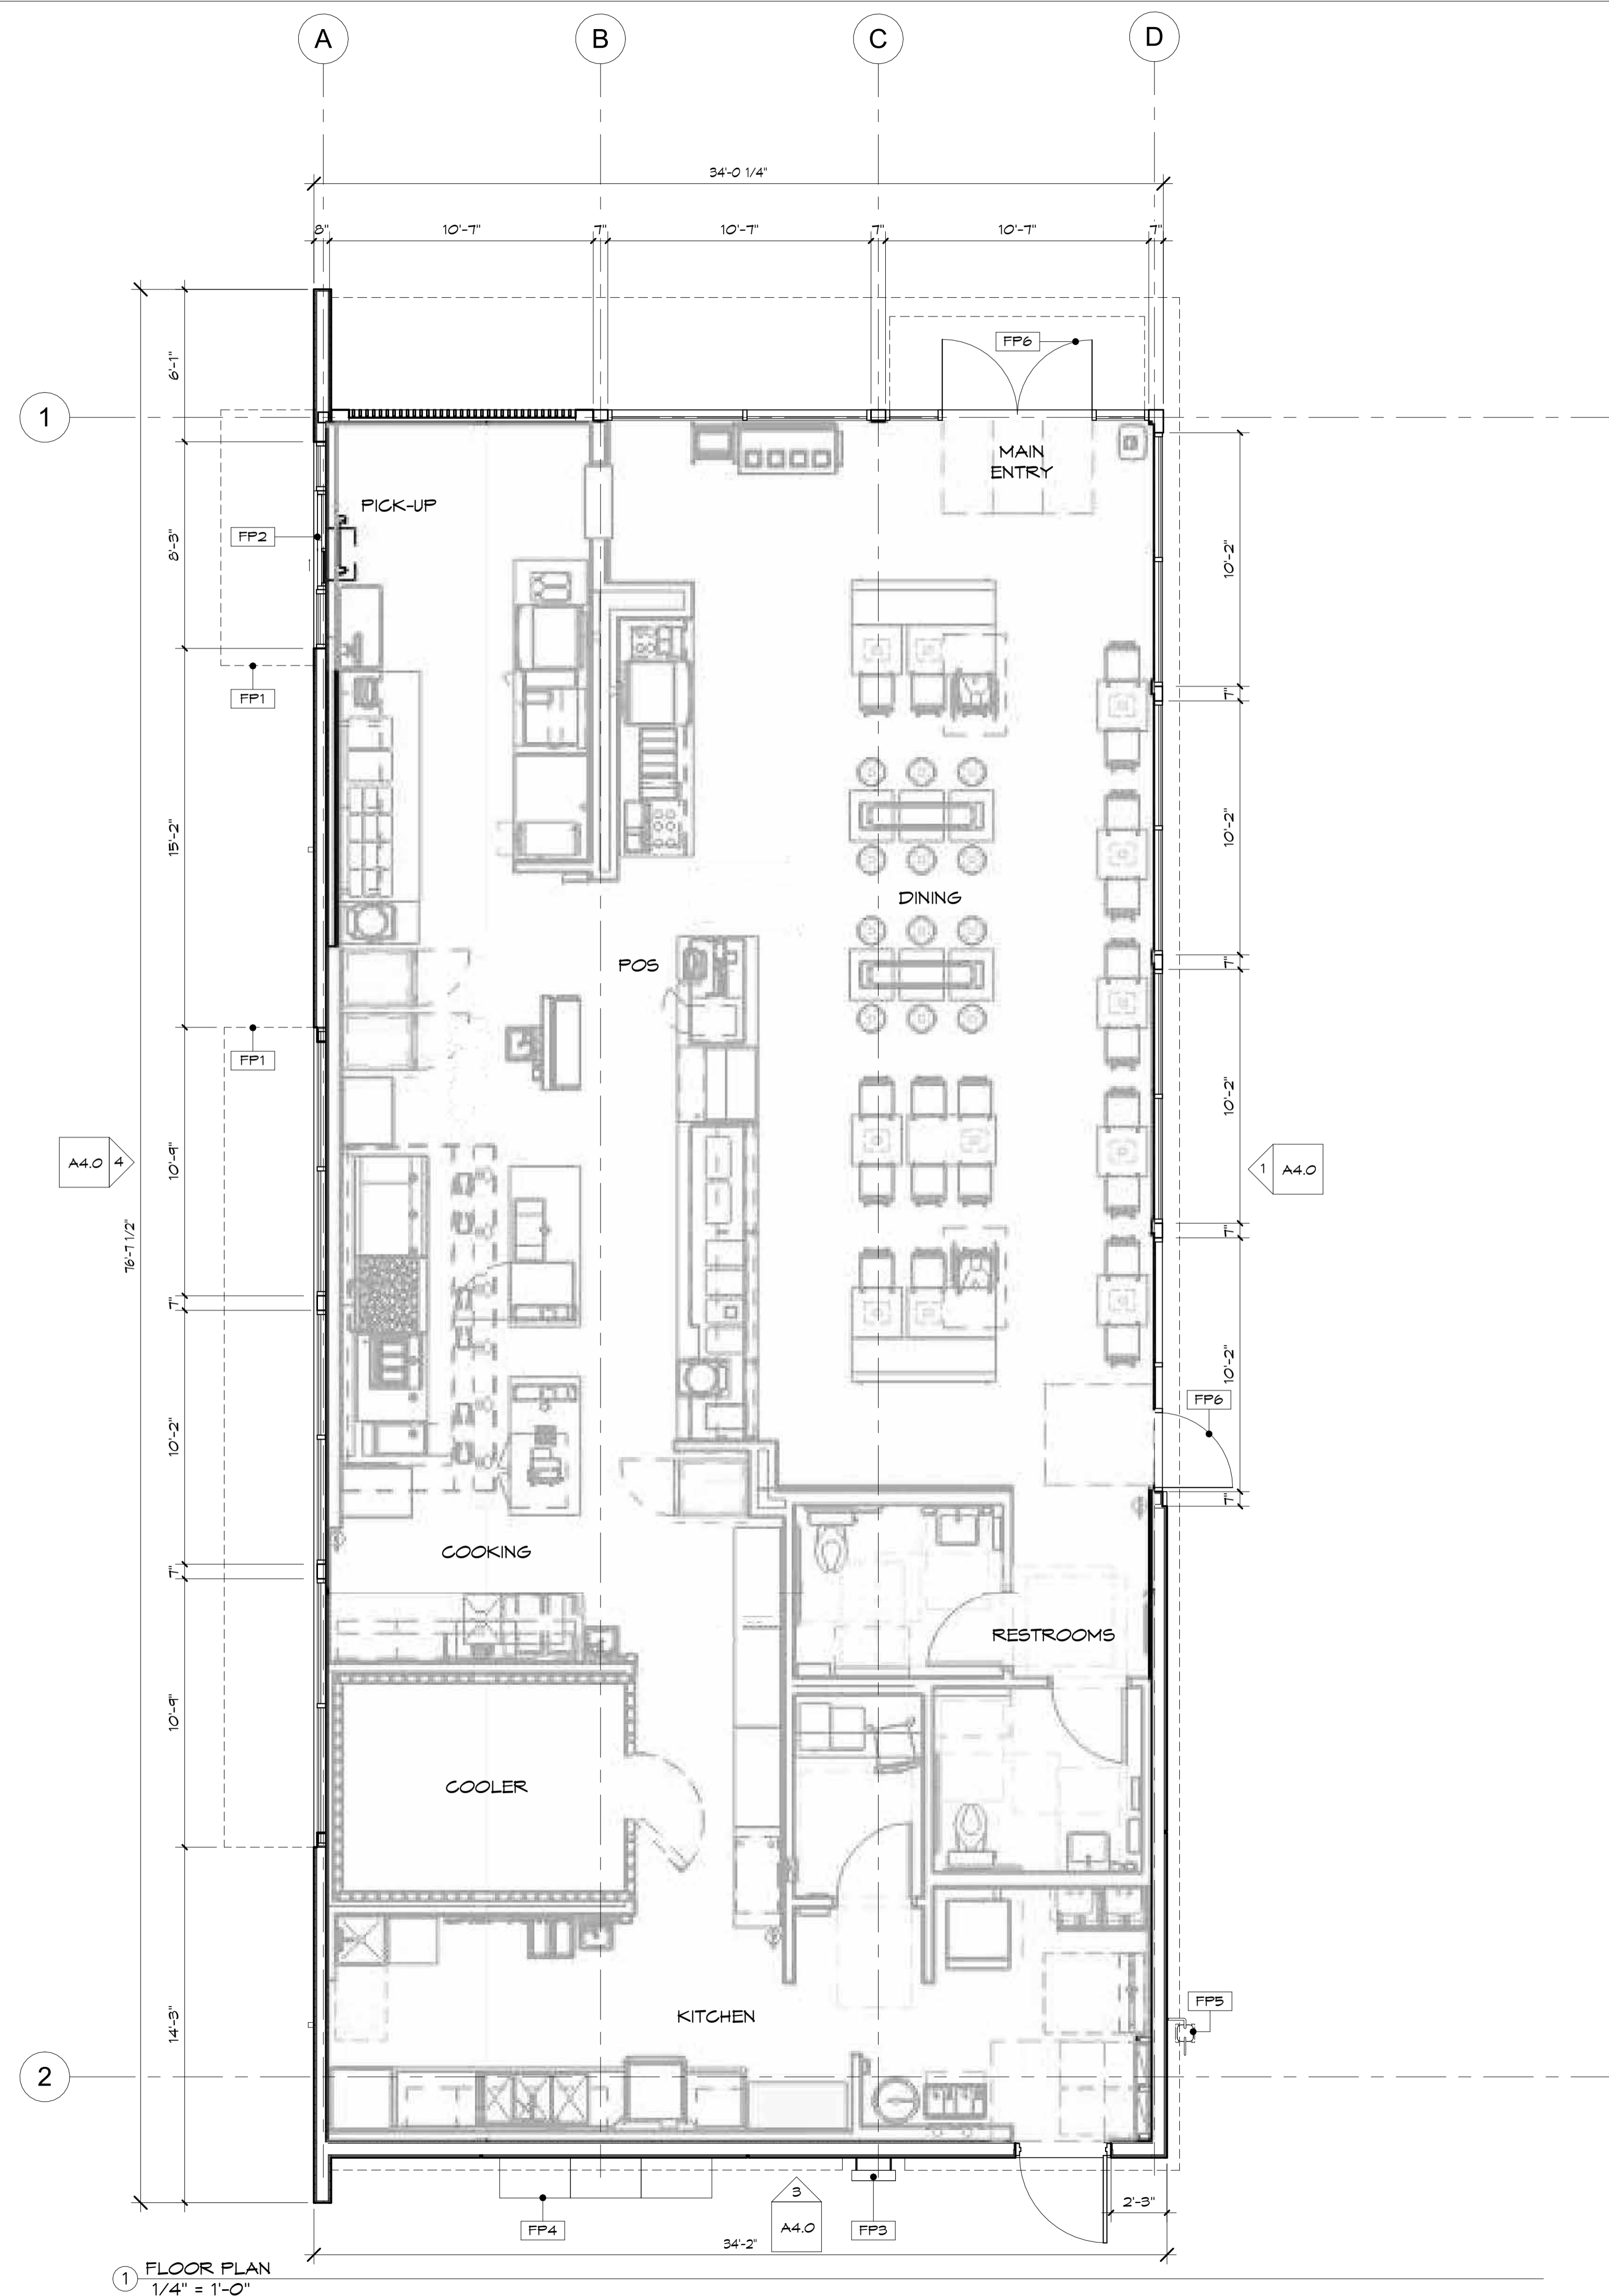 A
B
C
D
34'-0 1/4"
8"
10'-7"
7"
10'-7"
7"
10'-7"
7"
6'-1"
FP6
1
MAIN
ENTRY
PICK-UP
FP2
8'-3"
10'-2"
FP1
7"
15'-2"
10'-2"
DINING
POS
7"
FP1
10'-2"
A4.0
4
10'-9"
1
A4.0
76'-7 1/2"
7"
7"
10'-2"
FP6
10'-2"
7"
COOKING
7"
RESTROOMS
10'-9"
COOLER
FP5
KITCHEN
14'-3"
2
3
A4.0
FP4
FP3
2'-3"
34'-2"
1
FLOOR PLAN
1/4" = 1'-0"